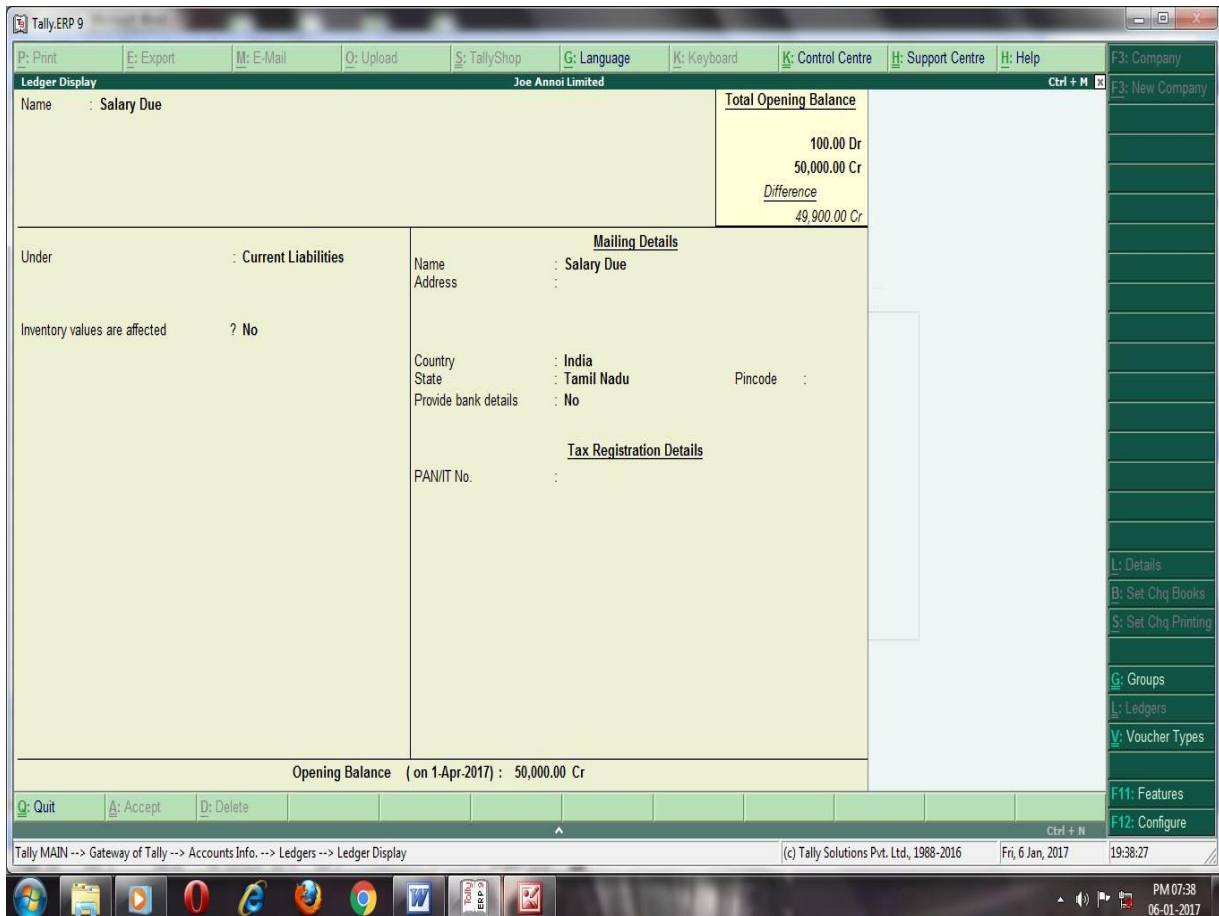 Tally.ERP 9
P: Print E: Export M: E-Mail O: Upload S: TallyShop G: Language K: Keyboard K: Control Centre H: Support Centre H: Help
Ledger Display Joe Annoi Limited Ctrl + M
Name : Salary Due
Total Opening Balance
100.00 Dr
50,000.00 Cr
Difference
49,900.00 Cr
Under : Current Liabilities
Inventory values are affected ? No
Mailing Details
Name : Salary Due
Address :
Country : India
State : Tamil Nadu Pincode :
Provide bank details : No
Tax Registration Details
PAN/IT No. :
Opening Balance ( on 1-Apr-2017) : 50,000.00 Cr
F3: Company
F3: New Company
L: Details
B: Set Chq Books
S: Set Chq Printing
G: Groups
L: Ledgers
V: Voucher Types
F11: Features
F12: Configure
Q: Quit A: Accept D: Delete
Ctrl + N
Tally MAIN --> Gateway of Tally --> Accounts Info. --> Ledgers --> Ledger Display (c) Tally Solutions Pvt. Ltd., 1988-2016 Fri, 6 Jan, 2017 19:38:27
W
Tally ERP 9
PM 07:38
06-01-2017